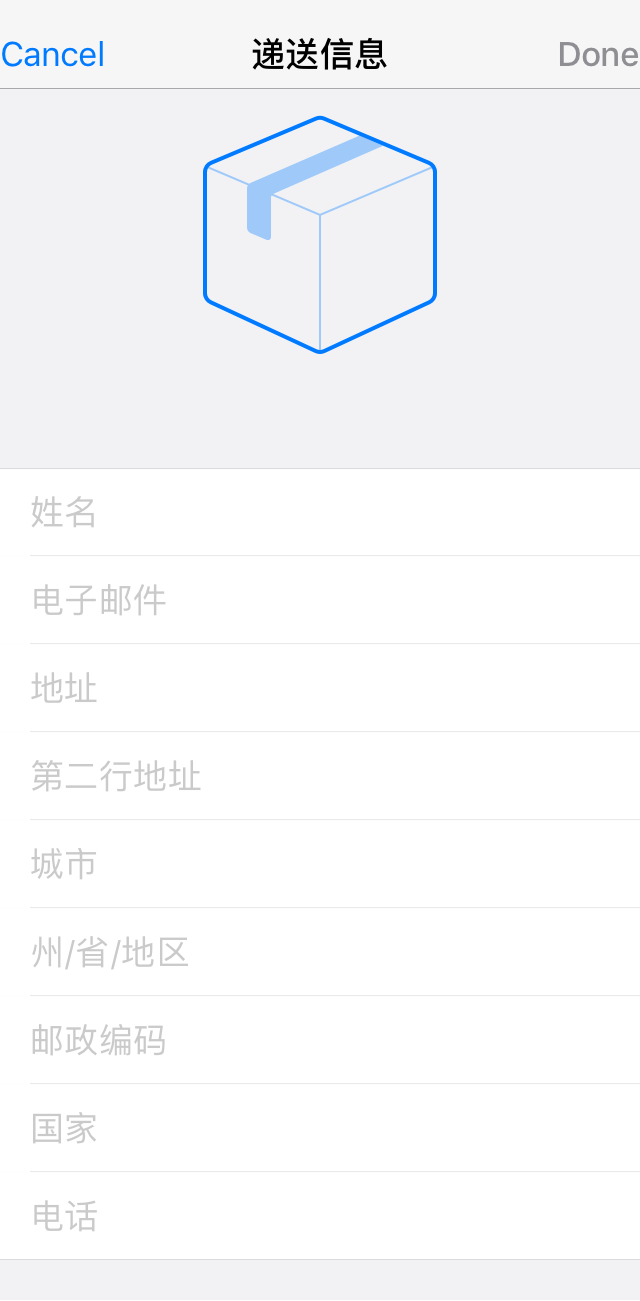 Cancel 递送信息 Done
姓名
电子邮件
地址
第二行地址
城市
州/省/地区
邮政编码
国家
电话